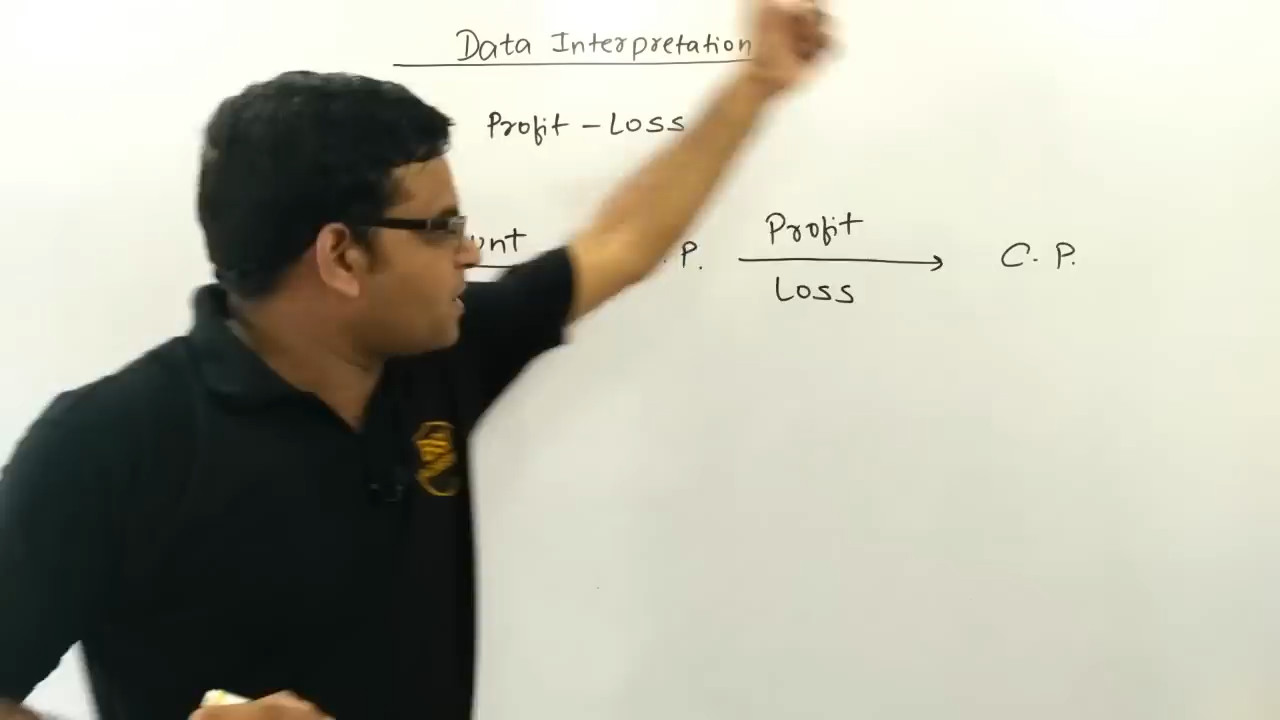 Data Interpretation
Profit - Loss
Profit
P. C. P.
Loss